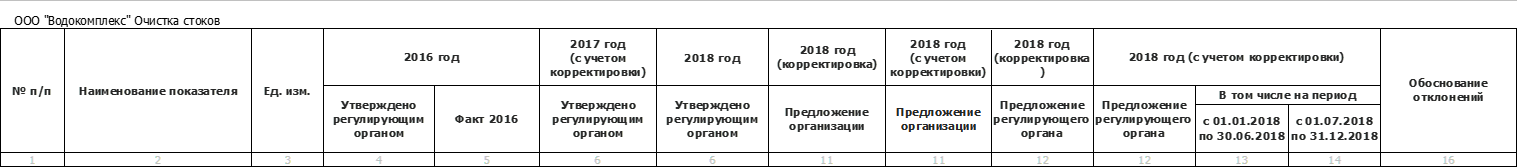 ООО "Водокомплекс" Очистка стоков
№ п/п
Наименование показателя
Ед. изм.
2016 год
2017 год
(с учетом
корректировки)
2018 год
2018 год
(корректировка)
2018 год
(с учетом
корректировки)
2018 год
(корректировка
)
2018 год (с учетом корректировки)
Обоснование
отклонений
Утверждено
регулирующим
органом
Факт 2016
Утверждено
регулирующим
органом
Утверждено
регулирующим
органом
Предложение
организации
Предложение
организации
Предложение
регулирующего
органа
Предложение
регулирующего
органа
В том числе на период
с 01.01.2018
по 30.06.2018
с 01.07.2018
по 31.12.2018
1 2 3 4 5 6 6 11 11 12 12 13 14 16